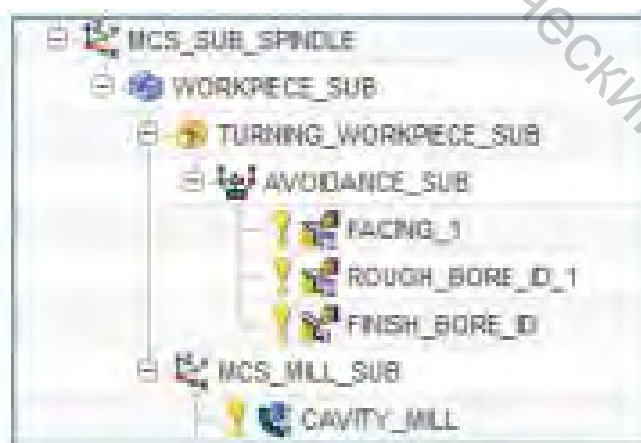 MCS_SUB_SPINDLE
WORKPIECE_SUB
TURNING_WORKPIECE_SUB
AVOIDANCE_SUB
FACING_1
ROUGH_BORE_ID_1
FINISH_BORE_ID
MCS_MILL_SUB
CAVITY_MILL